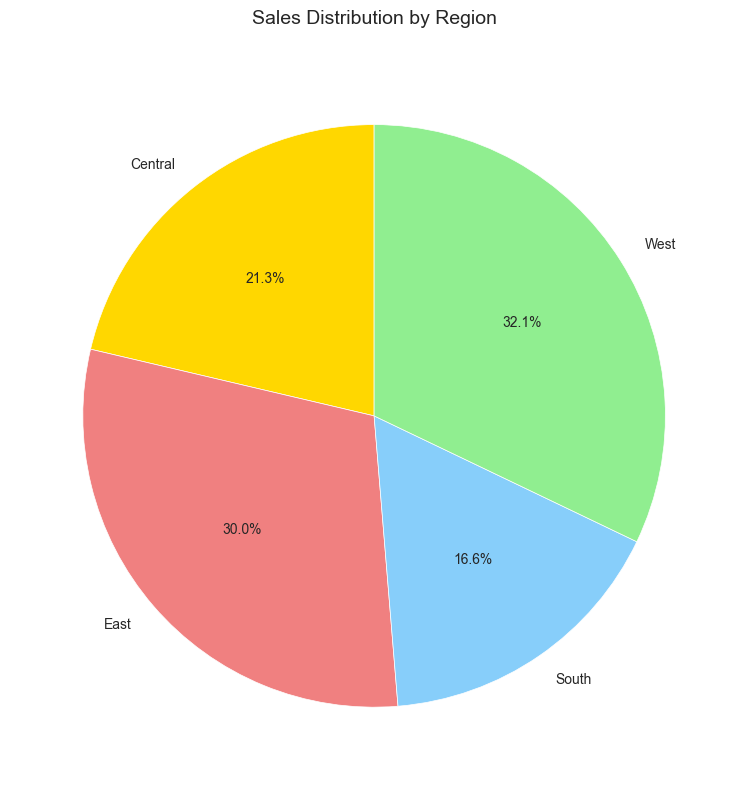 Sales Distribution by Region
Central
West
21.3%
32.1%
30.0%
16.6%
East
South